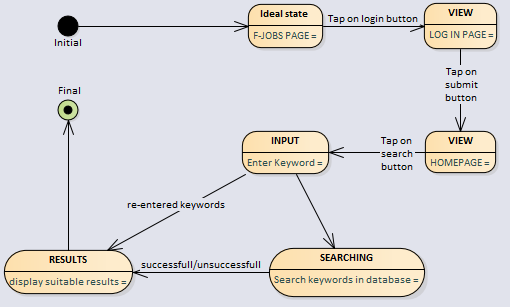 Initial
Ideal state
F-JOBS PAGE =
Tap on login button
VIEW
LOG IN PAGE =
Tap on
submit
button
VIEW
HOMEPAGE =
Tap on
search
button
INPUT
Enter Keyword =
Final
re-entered keywords
SEARCHING
Search keywords in database =
successfull/unsuccessfull
RESULTS
display suitable results =